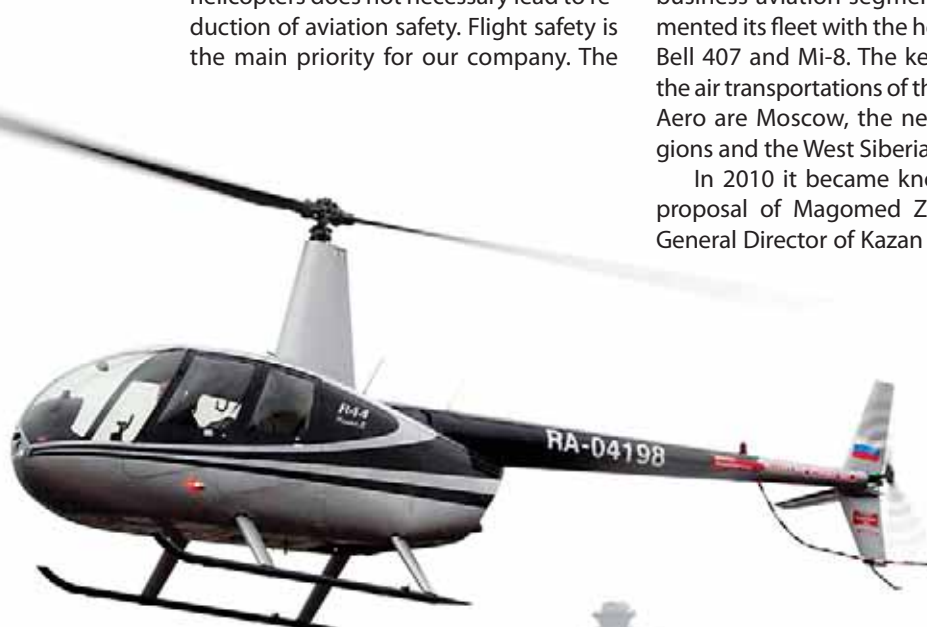 helicopters does not necessary lead to re-
duction of aviation safety. Flight safety is
the main priority for our company. The
business aviation segmen
mented its fleet with the he
Bell 407 and Mi-8. The ke
the air transportations of th
Aero are Moscow, the ne
gions and the West Siberia
In 2010 it became kno
proposal of Magomed Z
General Director of Kazan
R44
RA-04198